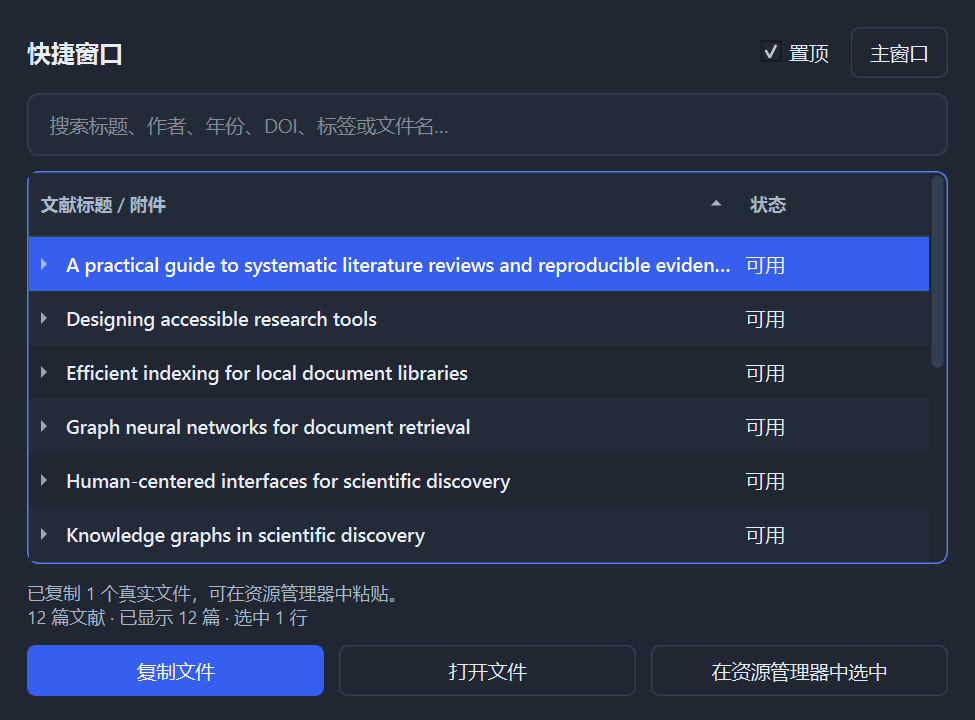 快捷窗口
置顶 主窗口
搜索标题、作者、年份、DOI、标签或文件名...
文献标题 / 附件 状态
A practical guide to systematic literature reviews and reproducible eviden... 可用
Designing accessible research tools 可用
Efficient indexing for local document libraries 可用
Graph neural networks for document retrieval 可用
Human-centered interfaces for scientific discovery 可用
Knowledge graphs in scientific discovery 可用
已复制 1 个真实文件，可在资源管理器中粘贴。
12 篇文献 · 已显示 12 篇 · 选中 1 行
复制文件 打开文件 在资源管理器中选中